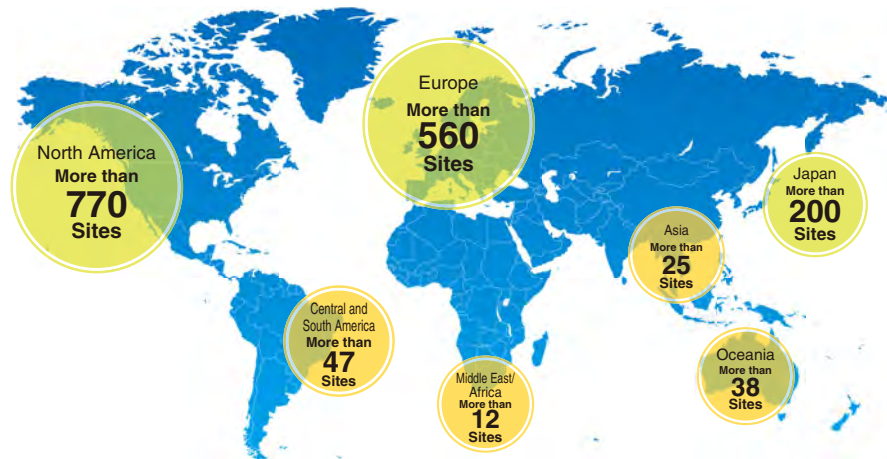 North America
More than
770
Sites
Europe
More than
560
Sites
Japan
More than
200
Sites
Asia
More than
25
Sites
Central and
South America
More than
47
Sites
Middle East/
Africa
More than
12
Sites
Oceania
More than
38
Sites